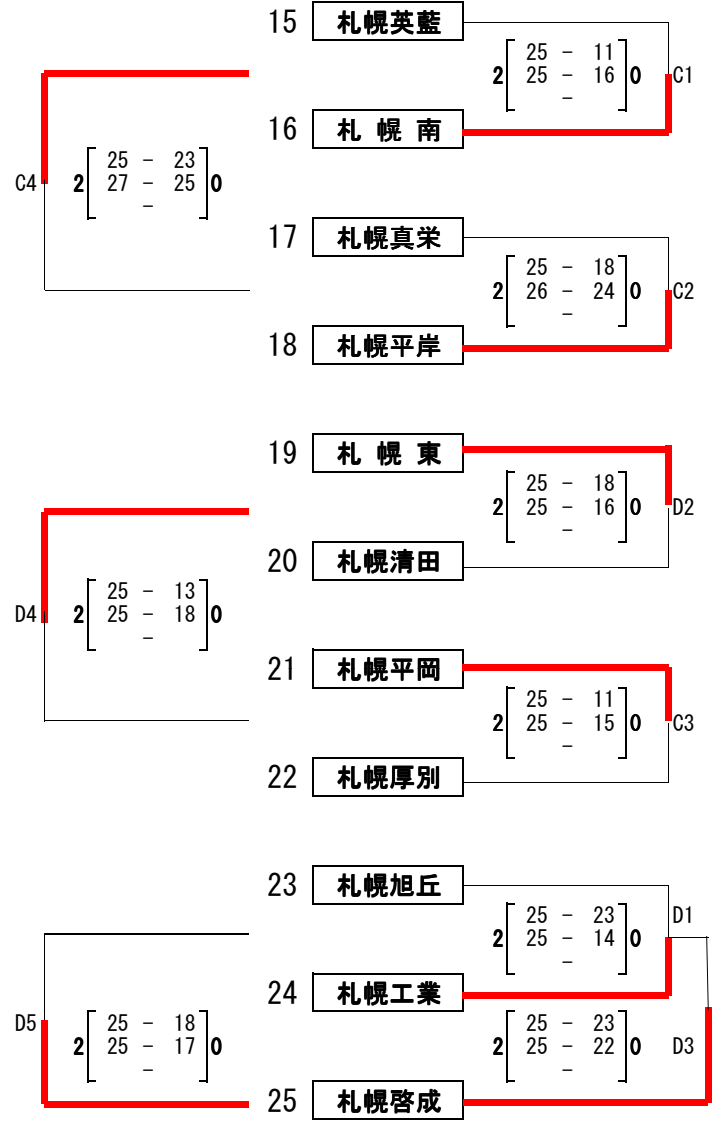 15 札幌英藍
25 － 11
2 25 － 16 0 C1
－
16 札 幌 南
25 － 23
C4 2 27 － 25 0
－
17 札幌真栄
25 － 18
2 26 － 24 0 C2
－
18 札幌平岸
19 札 幌 東
25 － 18
2 25 － 16 0 D2
－
20 札幌清田
25 － 13
D4 2 25 － 18 0
－
21 札幌平岡
25 － 11
2 25 － 15 0 C3
－
22 札幌厚別
23 札幌旭丘
25 － 23 D1
2 25 － 14 0
－
24 札幌工業
25 － 18
D5 2 25 － 17 0
－
25 － 23
2 25 － 22 0 D3
－
25 札幌啓成